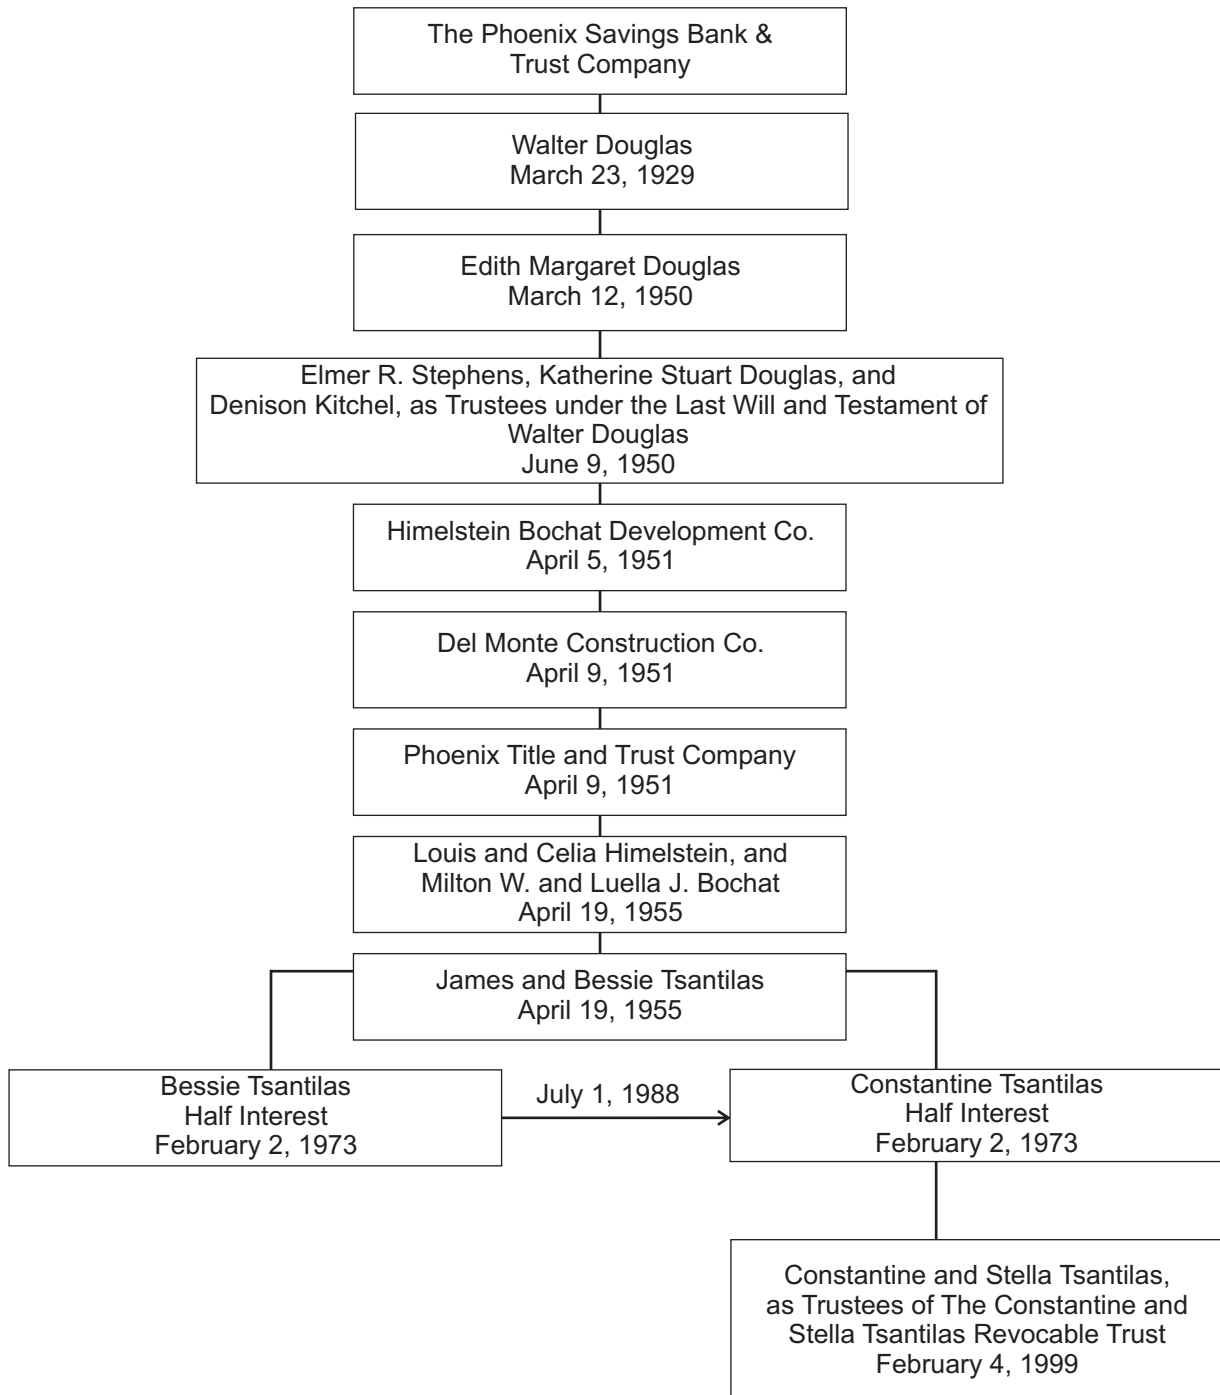 The Phoenix Savings Bank &
Trust Company
Walter Douglas
March 23, 1929
Edith Margaret Douglas
March 12, 1950
Elmer R. Stephens, Katherine Stuart Douglas, and
Denison Kitchel, as Trustees under the Last Will and Testament of
Walter Douglas
June 9, 1950
Himelstein Bochat Development Co.
April 5, 1951
Del Monte Construction Co.
April 9, 1951
Phoenix Title and Trust Company
April 9, 1951
Louis and Celia Himelstein, and
Milton W. and Luella J. Bochat
April 19, 1955
James and Bessie Tsantilas
April 19, 1955
Bessie Tsantilas
Half Interest
February 2, 1973
July 1, 1988
Constantine Tsantilas
Half Interest
February 2, 1973
Constantine and Stella Tsantilas,
as Trustees of The Constantine and
Stella Tsantilas Revocable Trust
February 4, 1999